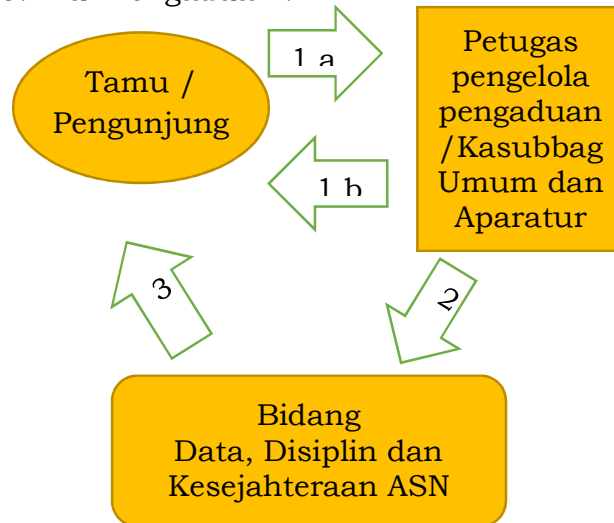 1 a
Tamu /
Pengunjung
Petugas
pengelola
pengaduan
/Kasubbag
Umum dan
Aparatur
1 b
3
2
Bidang
Data, Disiplin dan
Kesejahteraan ASN